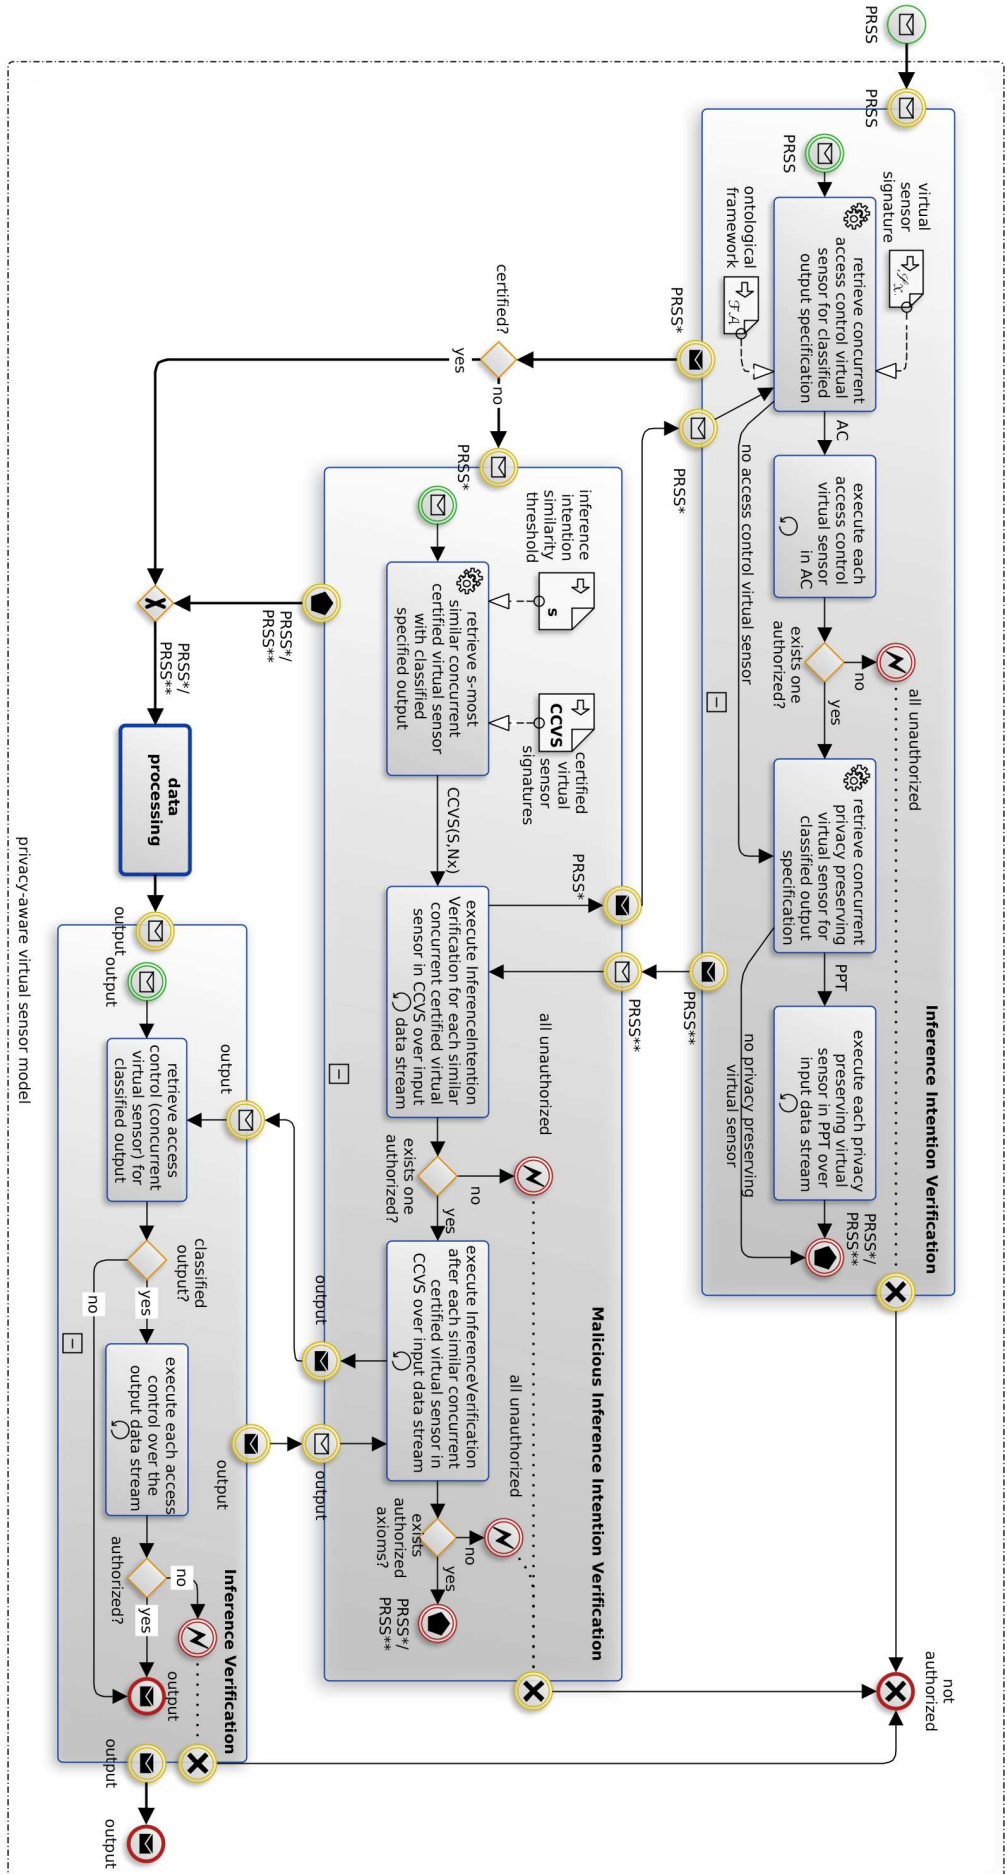 PRSS
PRSS
Inference Intention Verification
PRSS
virtual
sensor
signature
𝒮x
ontological
framework
ℱ𝒜
retrieve concurrent
access control virtual
sensor for classified
output specification
AC
execute each
access control
virtual sensor
in AC
exists one
authorized?
no
all unauthorized
yes
no access control virtual sensor
retrieve concurrent
privacy preserving
virtual sensor for
classified output
specification
PPT
execute each privacy
preserving virtual
sensor in PPT over
input data stream
no privacy preserving
virtual sensor
PRSS*/
PRSS**
not
authorized
PRSS*
PRSS*
PRSS**
certified?
yes
no
PRSS*
Malicious Inference Intention Verification
inference
intention
similarity
threshold
s
CCVS
certified
virtual
sensor
signatures
retrieve s-most
similar concurrent
certified virtual sensor
with classified
specified output
CCVS(S,Nx)
PRSS*
PRSS**
execute InferenceIntention
Verification for each similar
concurrent certified virtual
sensor in CCVS over input
data stream
all unauthorized
exists one
authorized?
no
yes
execute InferenceVerification
after each similar concurrent
certified virtual sensor in
CCVS over input data stream
all unauthorized
exists
authorized
axioms?
no
yes
PRSS*/
PRSS**
output
output
PRSS*/
PRSS**
PRSS*/
PRSS**
data
processing
output
Inference Verification
output
output
retrieve access
control (concurrent
virtual sensor) for
classified output
classified
output?
yes
no
execute each access
control over the
output data stream
output
authorized?
no
yes
output
output
output
privacy-aware virtual sensor model